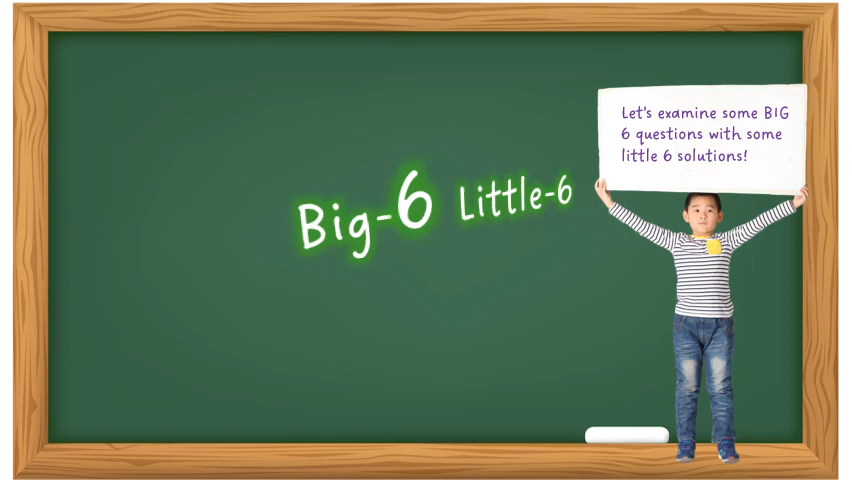 Big-6 Little-6
Let's examine some BIG
6 questions with some
little 6 solutions!